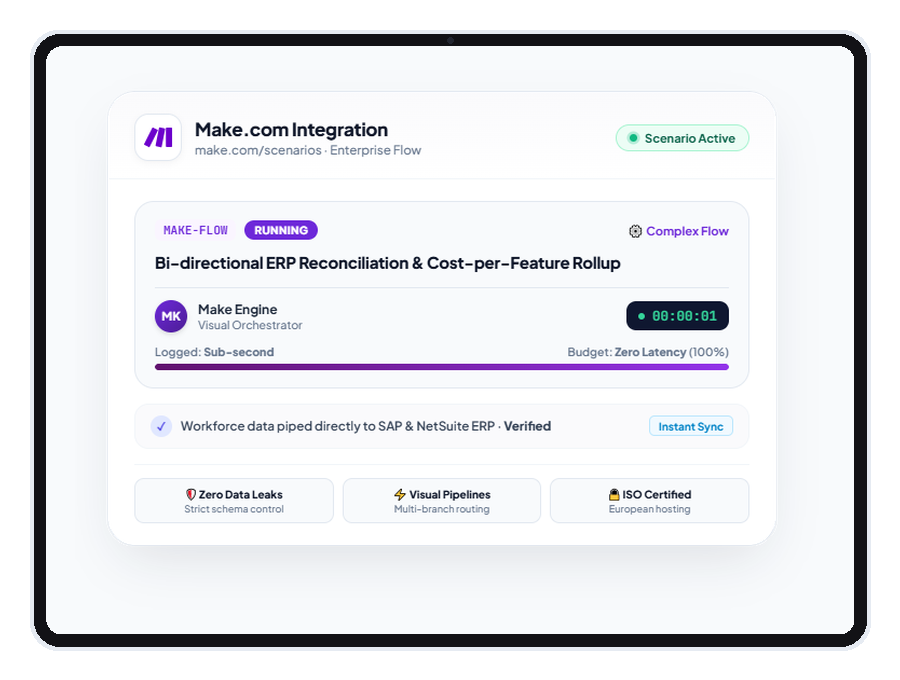 Make.com Integration
make.com/scenarios · Enterprise Flow
Scenario Active
MAKE-FLOW
RUNNING
Complex Flow
Bi-directional ERP Reconciliation & Cost-per-Feature Rollup
MK
Make Engine
Visual Orchestrator
00:00:01
Logged: Sub-second
Budget: Zero Latency (100%)
✓ Workforce data piped directly to SAP & NetSuite ERP · Verified
Instant Sync
Zero Data Leaks
Strict schema control
Visual Pipelines
Multi-branch routing
ISO Certified
European hosting